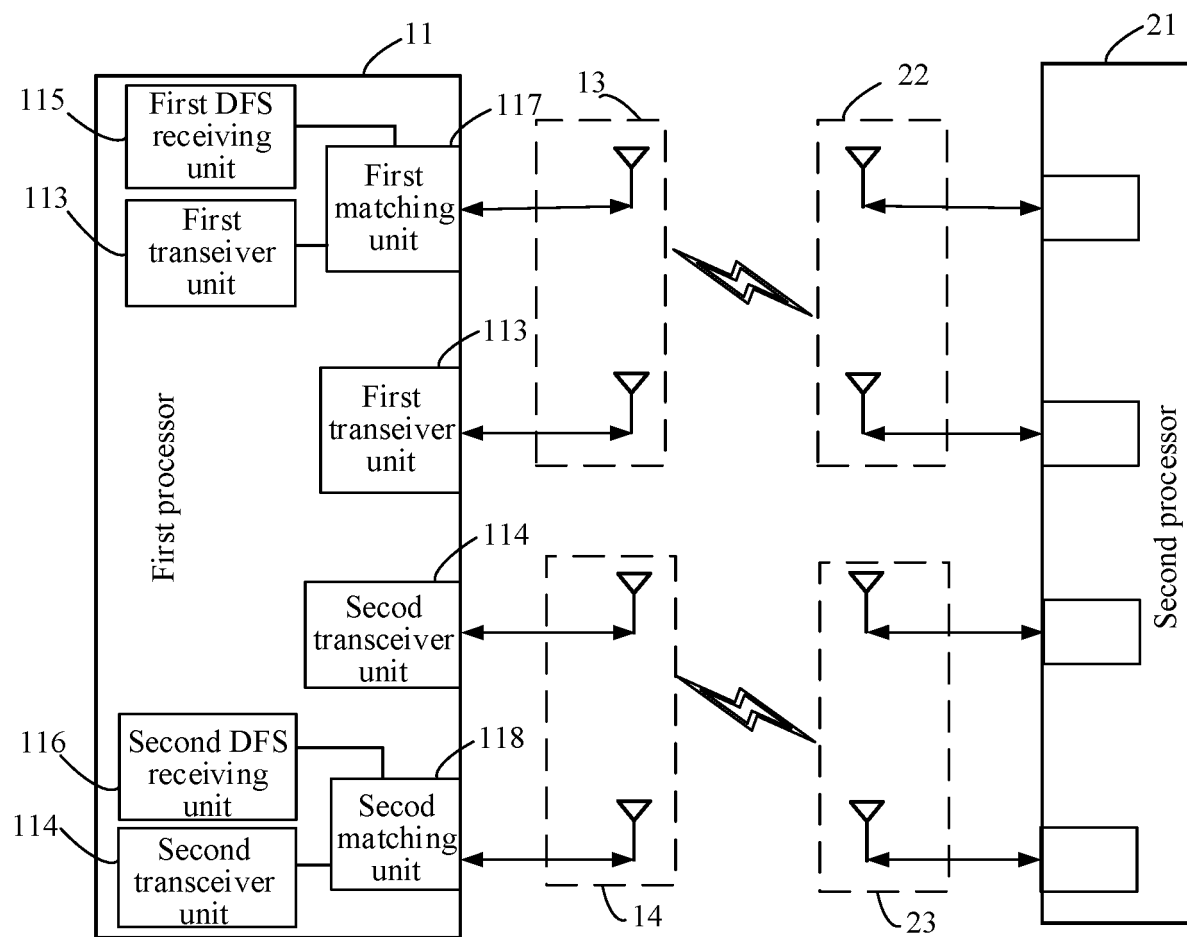 11
21
115
First DFS
receiving
unit
117
13
22
113
First
transeiver
unit
First
matching
unit
113
First
transeiver
unit
First processor
Second processor
114
Secod
transceiver
unit
116
Second DFS
receiving
unit
118
114
Second
transceiver
unit
Secod
matching
unit
14
23